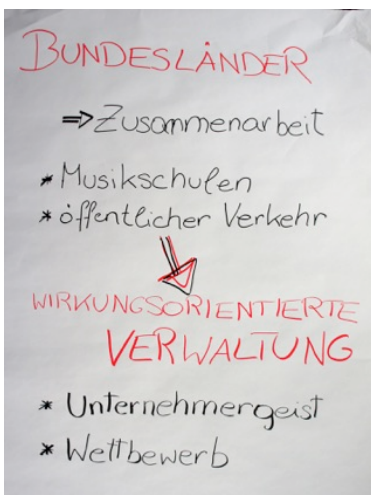 BUNDESLÄNDER
⇒ Zusammenarbeit
* Musikschulen
* öffentlicher Verkehr
WIRKUNGSORIENTIERTE
VERWALTUNG
* Unternehmergeist
* Wettbewerb